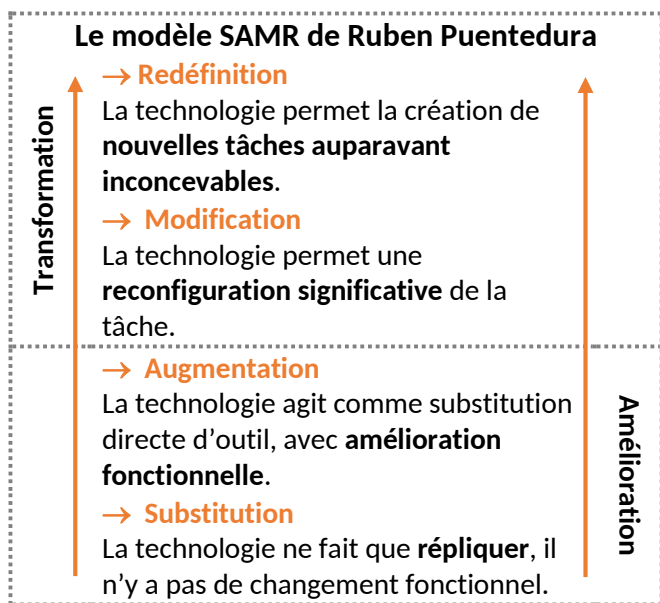 Le modèle SAMR de Ruben Puentedura
Transformation
→ Redéfinition
La technologie permet la création de
nouvelles tâches auparavant
inconcevables.
→ Modification
La technologie permet une
reconfiguration significative de la
tâche.
→ Augmentation
La technologie agit comme substitution
directe d’outil, avec amélioration
fonctionnelle.
→ Substitution
La technologie ne fait que répliquer, il
n’y a pas de changement fonctionnel.
Amélioration